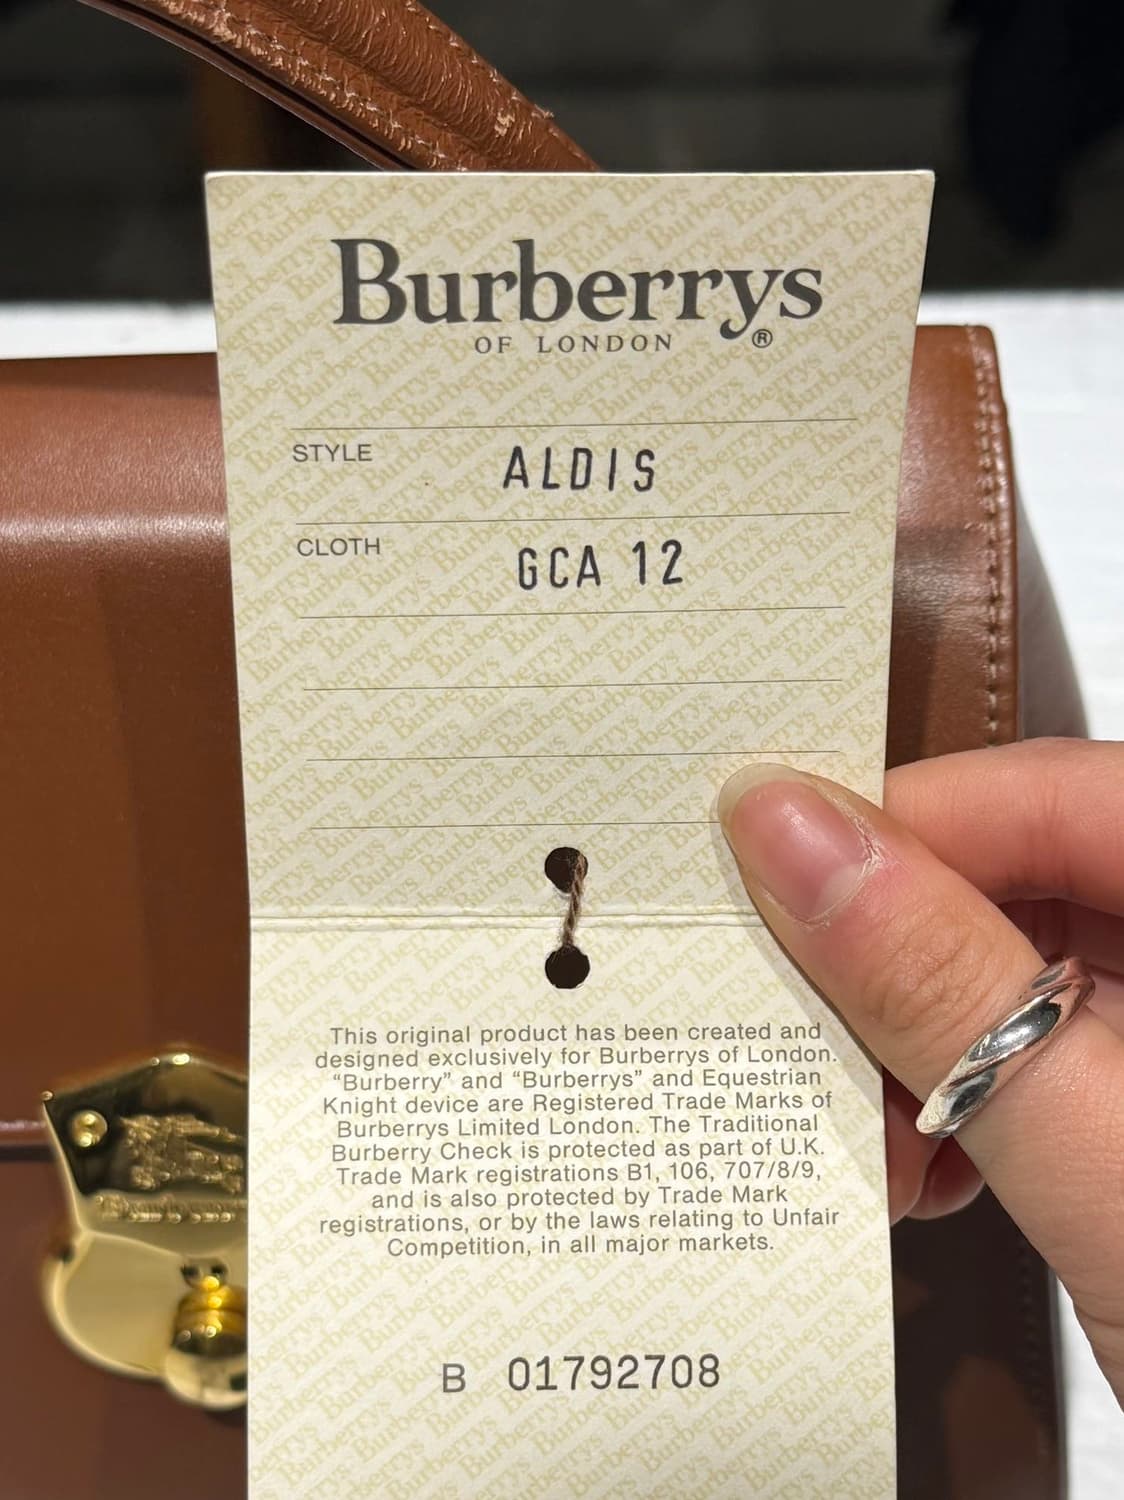 Burberrys®
OF LONDON
STYLE ALDIS
CLOTH GCA 12
This original product has been created and
designed exclusively for Burberrys of London.
“Burberry” and “Burberrys” and Equestrian
Knight device are Registered Trade Marks of
Burberrys Limited London. The Traditional
Burberry Check is protected as part of U.K.
Trade Mark registrations B1, 106, 707/8/9,
and is also protected by Trade Mark
registrations, or by the laws relating to Unfair
Competition, in all major markets.
B 01792708